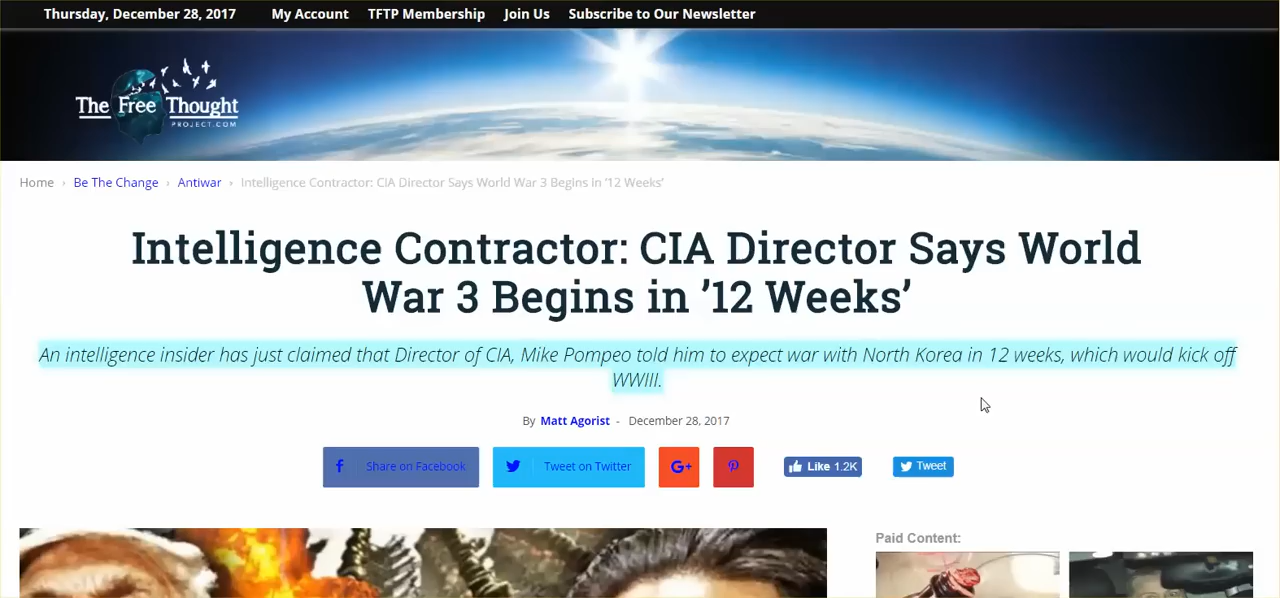 Thursday, December 28, 2017 My Account TFTP Membership Join Us Subscribe to Our Newsletter
The Free Thought
PROJECT.COM
Home › Be The Change › Antiwar › Intelligence Contractor: CIA Director Says World War 3 Begins in '12 Weeks'
Intelligence Contractor: CIA Director Says World
War 3 Begins in ’12 Weeks’
An intelligence insider has just claimed that Director of CIA, Mike Pompeo told him to expect war with North Korea in 12 weeks, which would kick off
WWIII.
By Matt Agorist - December 28, 2017
Share on Facebook Tweet on Twitter G+ Like 1.2K Tweet
Paid Content: